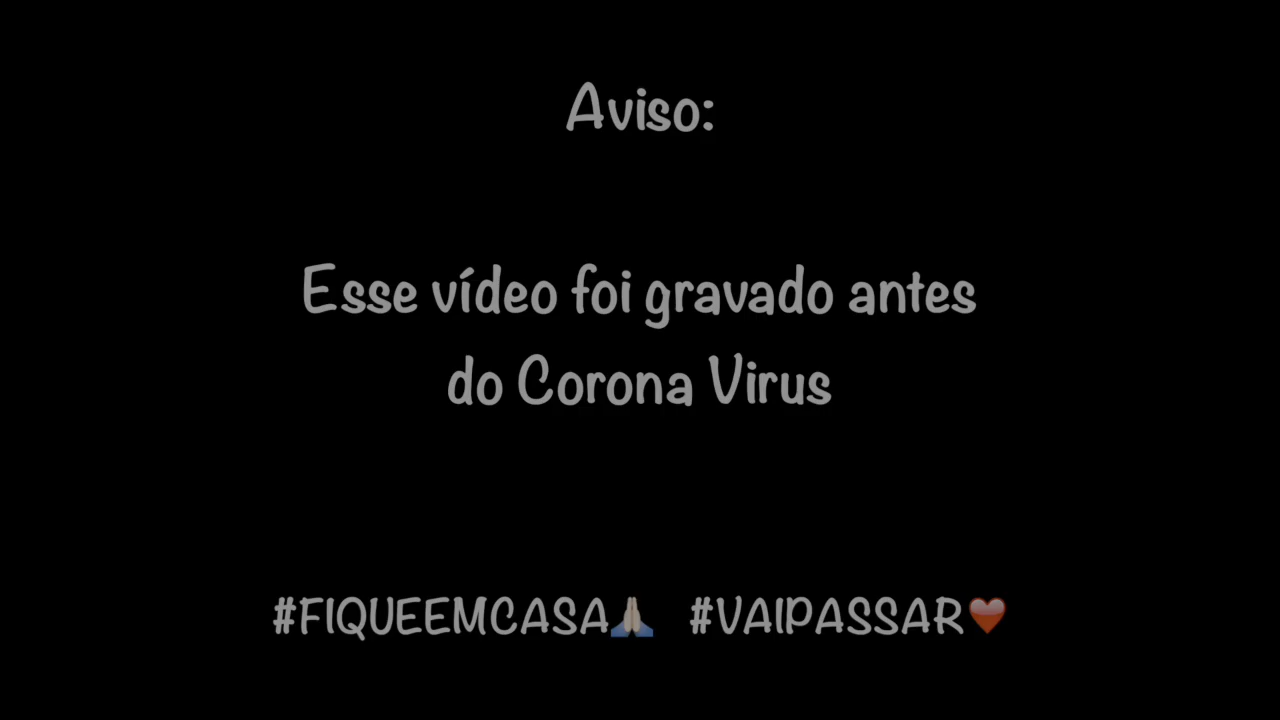 Aviso:
Esse vídeo foi gravado antes
do Corona Virus
#FIQUEEMCASA🙏🏻 #VAIPASSAR❤️